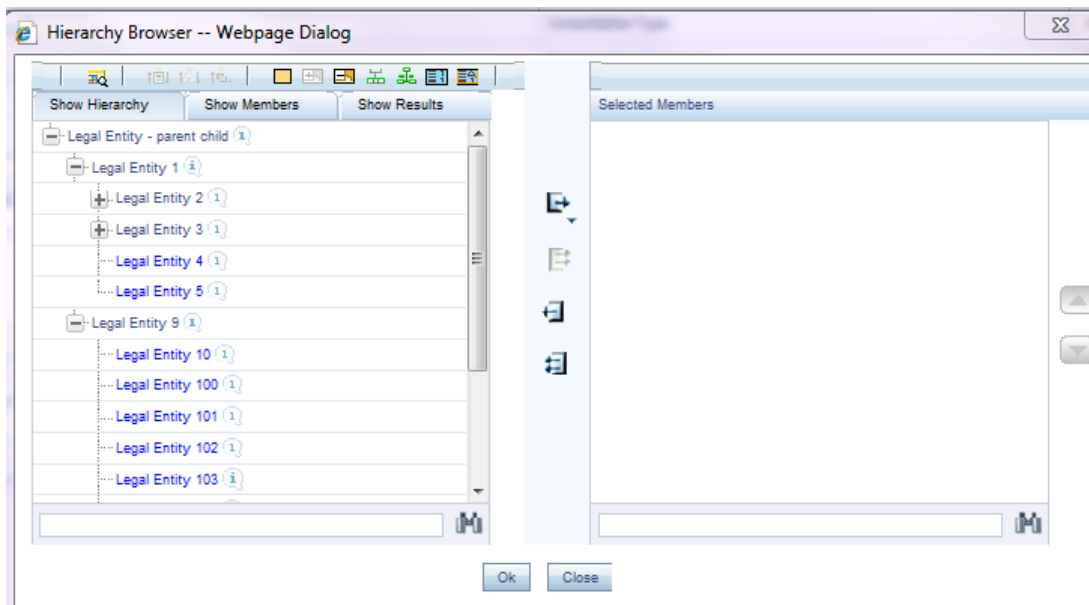 Hierarchy Browser -- Webpage Dialog
Show Hierarchy Show Members Show Results
Selected Members
Legal Entity - parent child
Legal Entity 1
Legal Entity 2
Legal Entity 3
Legal Entity 4
Legal Entity 5
Legal Entity 9
Legal Entity 10
Legal Entity 100
Legal Entity 101
Legal Entity 102
Legal Entity 103
Ok Close